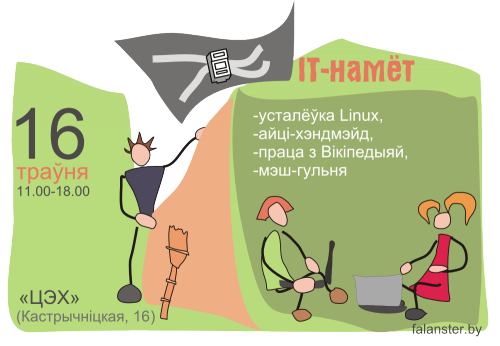 IT-намёт
16
траўня
11.00-18.00
-усталёўка Linux,
-айці-хэндмэйд,
-праца з Вікіпедыяй,
-мэш-гульня
«ЦЭХ»
(Кастрычніцкая, 16)
falanster.by